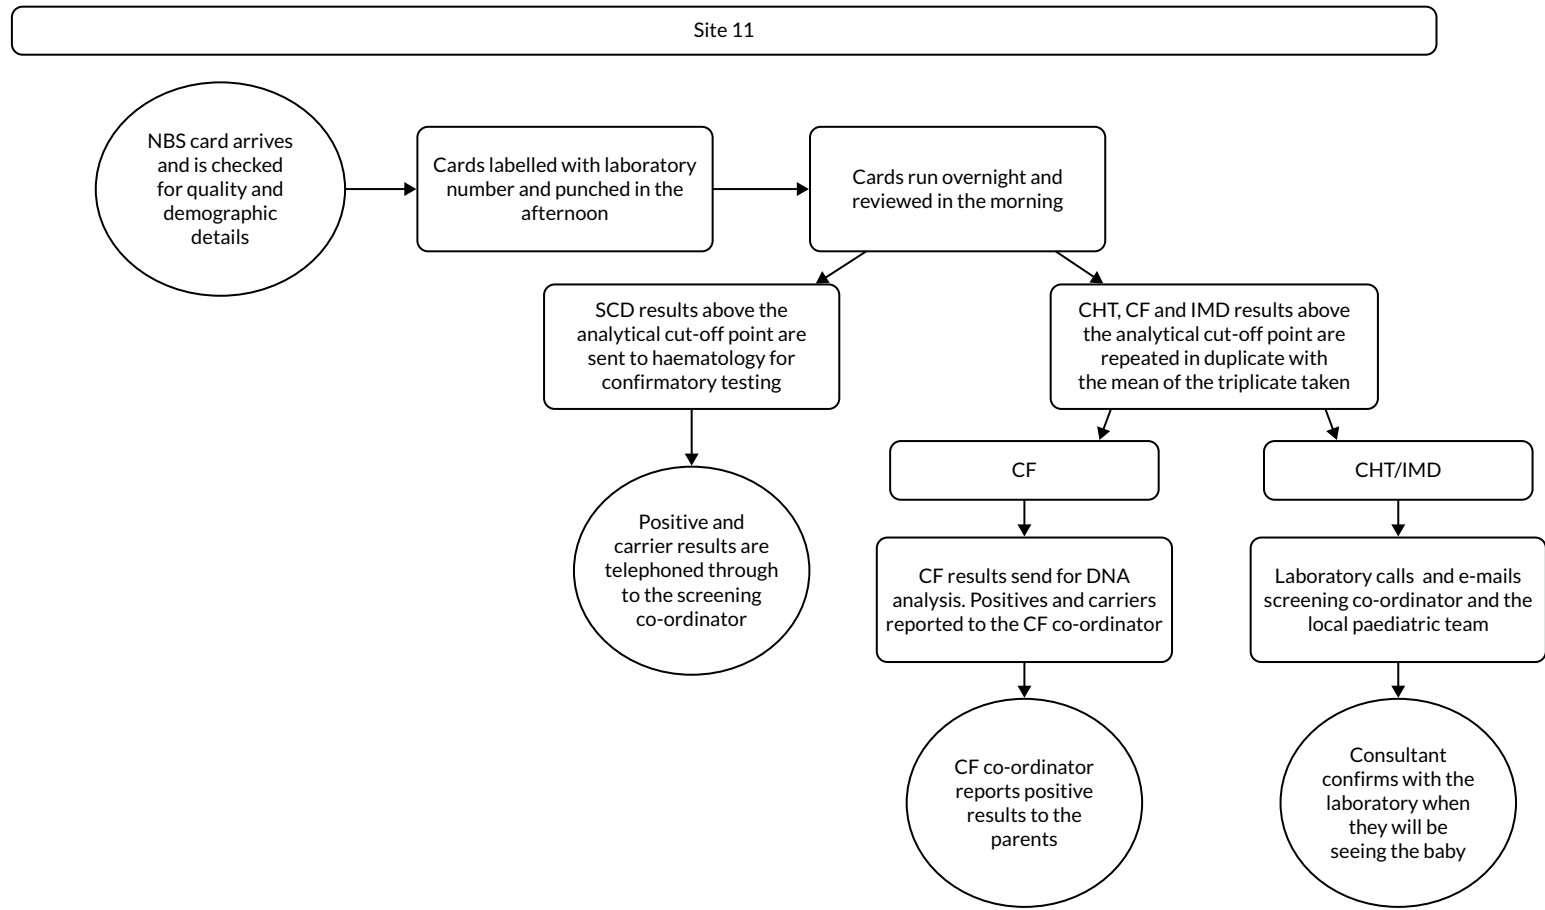 Site 11
NBS card arrives
and is checked
for quality and
demographic
details
Cards labelled with laboratory
number and punched in the
afternoon
Cards run overnight and
reviewed in the morning
SCD results above the
analytical cut-off point are
sent to haematology for
confirmatory testing
CHT, CF and IMD results above
the analytical cut-off point are
repeated in duplicate with
the mean of the triplicate taken
Positive and
carrier results are
telephoned through
to the screening
co-ordinator
CF
CF results send for DNA
analysis. Positives and carriers
reported to the CF co-ordinator
CF co-ordinator
reports positive
results to the
parents
CHT/IMD
Laboratory calls and e-mails
screening co-ordinator and the
local paediatric team
Consultant
confirms with the
laboratory when
they will be
seeing the baby